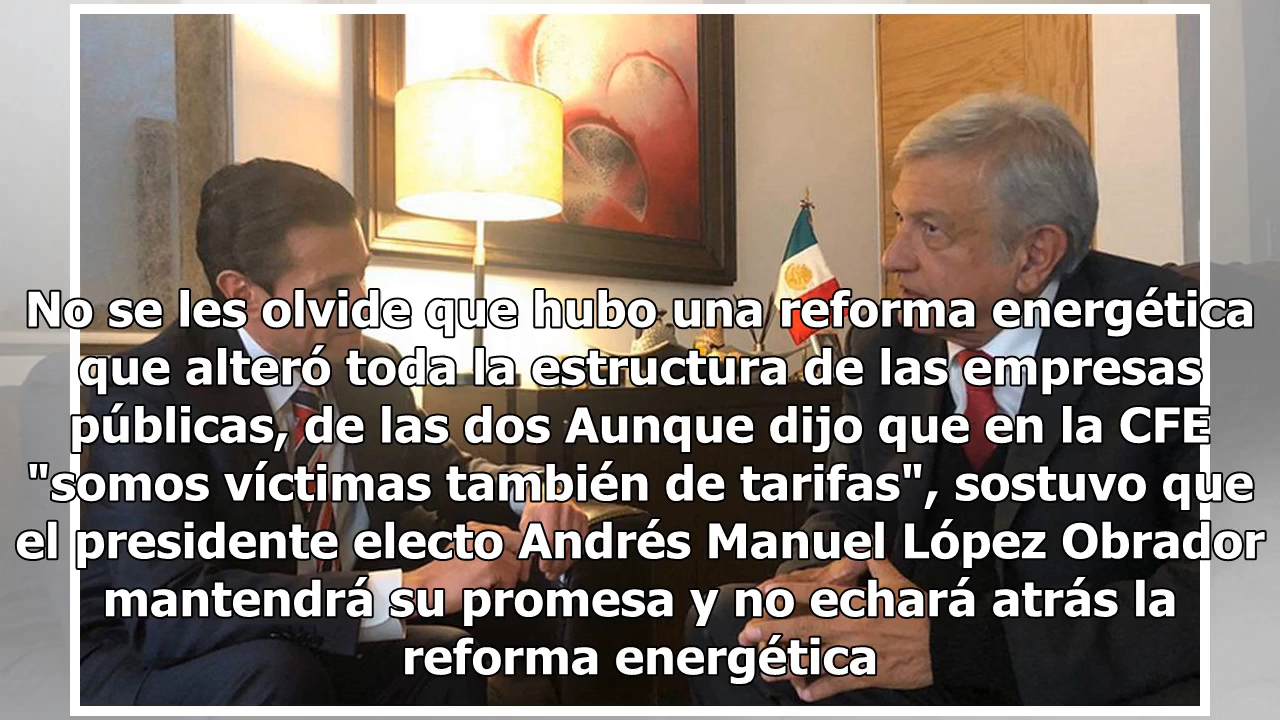 No se les olvide que hubo una reforma energética
que alteró toda la estructura de las empresas
públicas, de las dos Aunque dijo que en la CFE
"somos víctimas también de tarifas", sostuvo que
el presidente electo Andrés Manuel López Obrador
mantendrá su promesa y no echará atrás la
reforma energética